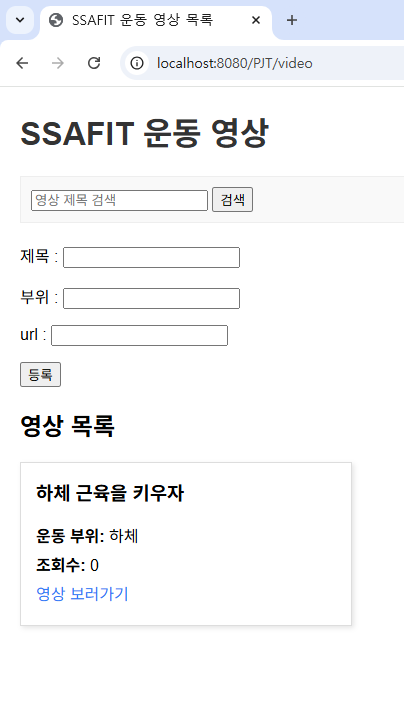 SSAFIT 운동 영상 목록
localhost:8080/PJT/video
SSAFIT 운동 영상
영상 제목 검색 검색
제목 :
부위 :
url :
등록
영상 목록
하체 근육을 키우자
운동 부위: 하체
조회수: 0
영상 보러가기